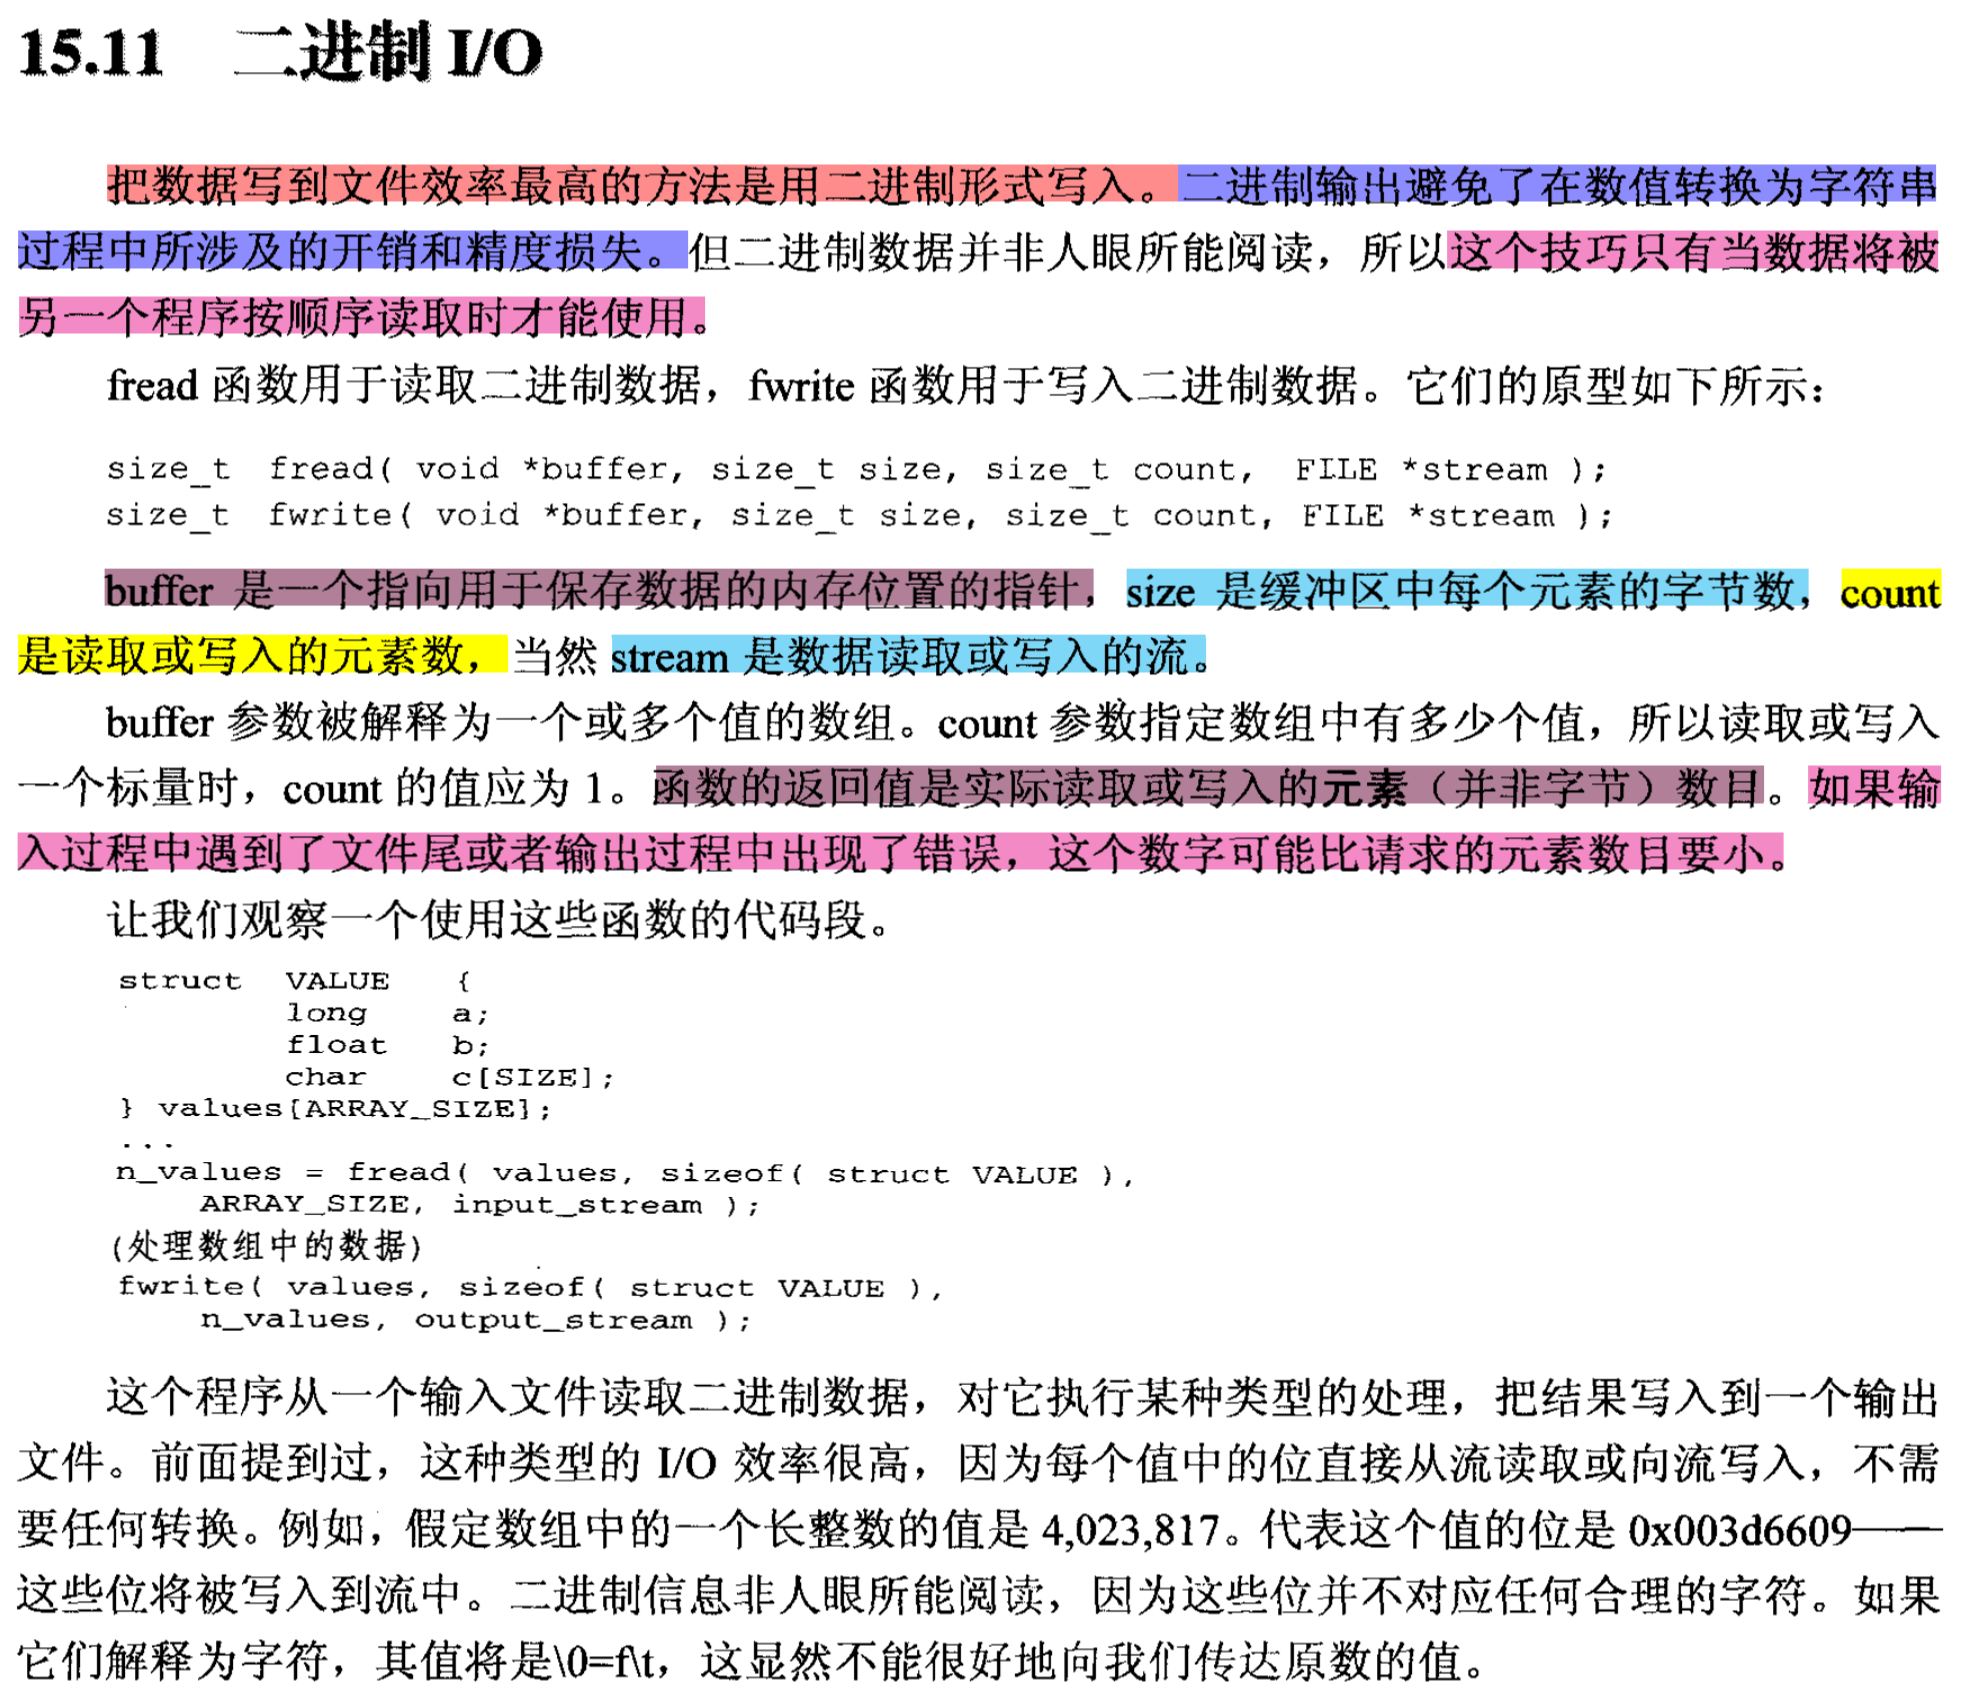 15.11 二进制 I/O
把数据写到文件效率最高的方法是用二进制形式写入。二进制输出避免了在数值转换为字符串
过程中所涉及的开销和精度损失。但二进制数据并非人眼所能阅读，所以这个技巧只有当数据将被
另一个程序按顺序读取时才能使用。
fread 函数用于读取二进制数据，fwrite 函数用于写入二进制数据。它们的原型如下所示：
size_t fread( void *buffer, size_t size, size_t count, FILE *stream );
size_t fwrite( void *buffer, size_t size, size_t count, FILE *stream );
buffer 是一个指向用于保存数据的内存位置的指针，size 是缓冲区中每个元素的字节数，count
是读取或写入的元素数，当然 stream 是数据读取或写入的流。
buffer 参数被解释为一个或多个值的数组。count 参数指定数组中有多少个值，所以读取或写入
一个标量时，count 的值应为 1。函数的返回值是实际读取或写入的元素（并非字节）数目。如果输
入过程中遇到了文件尾或者输出过程中出现了错误，这个数字可能比请求的元素数目要小。
让我们观察一个使用这些函数的代码段。
struct VALUE {
long a;
float b;
char c[SIZE];
} values[ARRAY_SIZE];
...
n_values = fread( values, sizeof( struct VALUE ),
ARRAY_SIZE, input_stream );
(处理数组中的数据)
fwrite( values, sizeof( struct VALUE ),
n_values, output_stream );
这个程序从一个输入文件读取二进制数据，对它执行某种类型的处理，把结果写入到一个输出
文件。前面提到过，这种类型的 I/O 效率很高，因为每个值中的位直接从流读取或向流写入，不需
要任何转换。例如，假定数组中的一个长整数的值是 4,023,817。代表这个值的位是 0x003d6609——
这些位将被写入到流中。二进制信息非人眼所能阅读，因为这些位并不对应任何合理的字符。如果
它们解释为字符，其值将是\0=f\t，这显然不能很好地向我们传达原数的值。